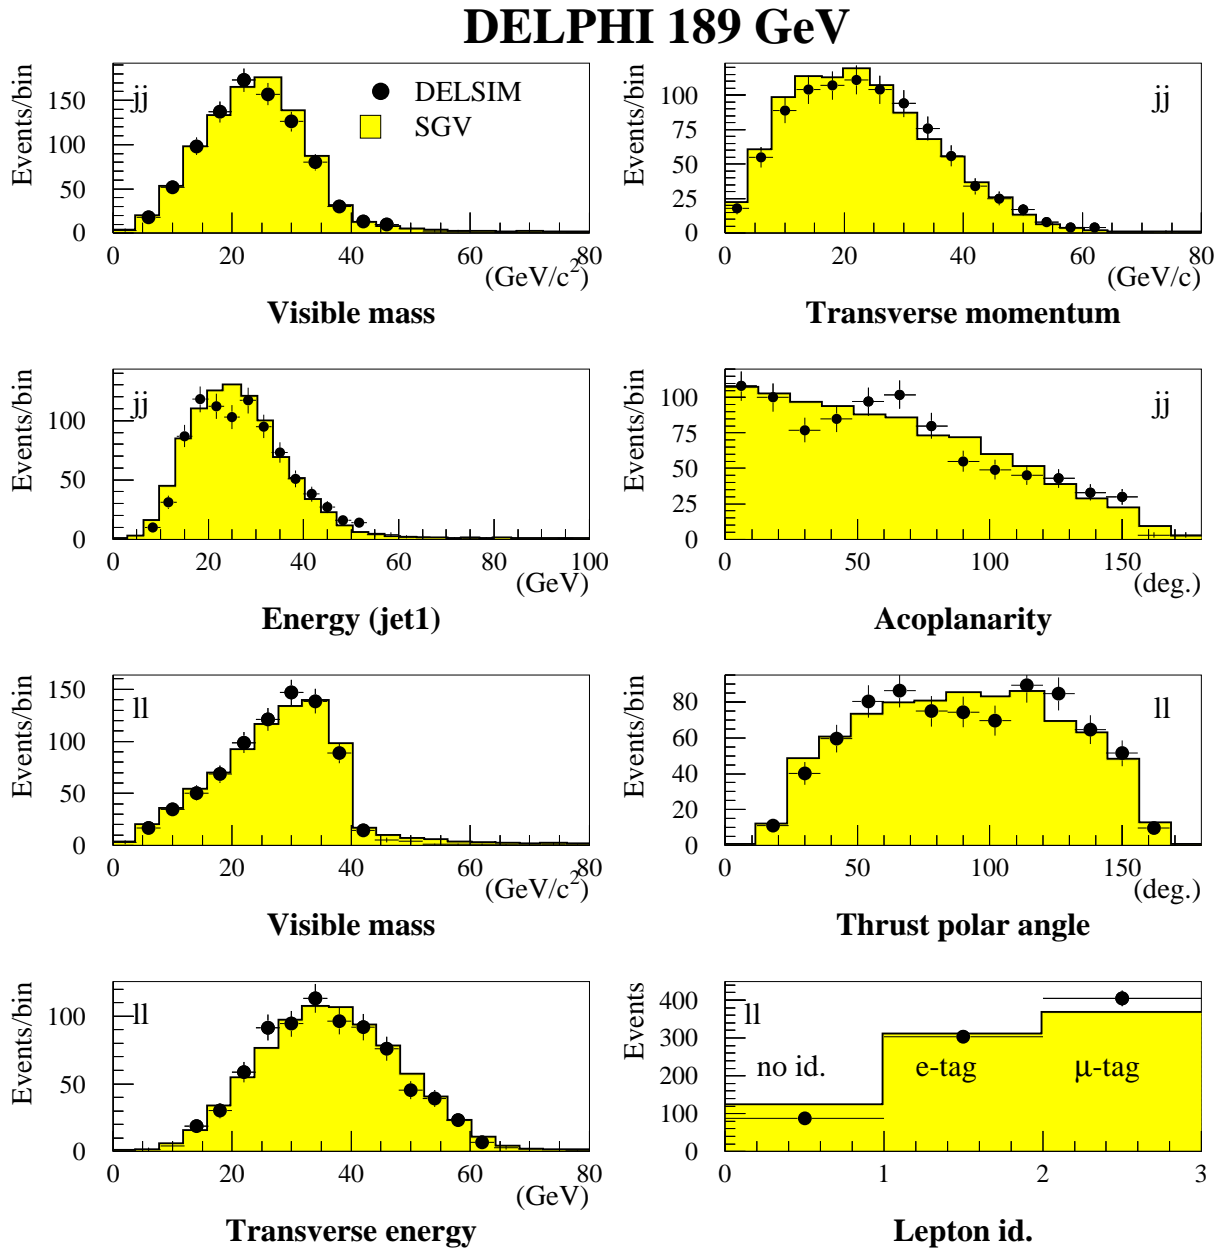 DELPHI 189 GeV
Events/bin
150
100
50
0
jj
DELSIM
SGV
0 20 40 60 80
(GeV/c2)
Visible mass
Events/bin
100
75
50
25
0
jj
0 20 40 60 80
(GeV/c)
Transverse momentum
Events/bin
100
50
0
jj
0 20 40 60 80 100
(GeV)
Energy (jet1)
Events/bin
100
75
50
25
0
jj
0 50 100 150
(deg.)
Acoplanarity
Events/bin
150
100
50
0
ll
0 20 40 60 80
(GeV/c2)
Visible mass
Events/bin
80
60
40
20
0
ll
0 50 100 150
(deg.)
Thrust polar angle
Events/bin
100
50
0
ll
0 20 40 60 80
(GeV)
Transverse energy
Events
400
300
200
100
0
ll
no id. e-tag μ-tag
0 1 2 3
Lepton id.